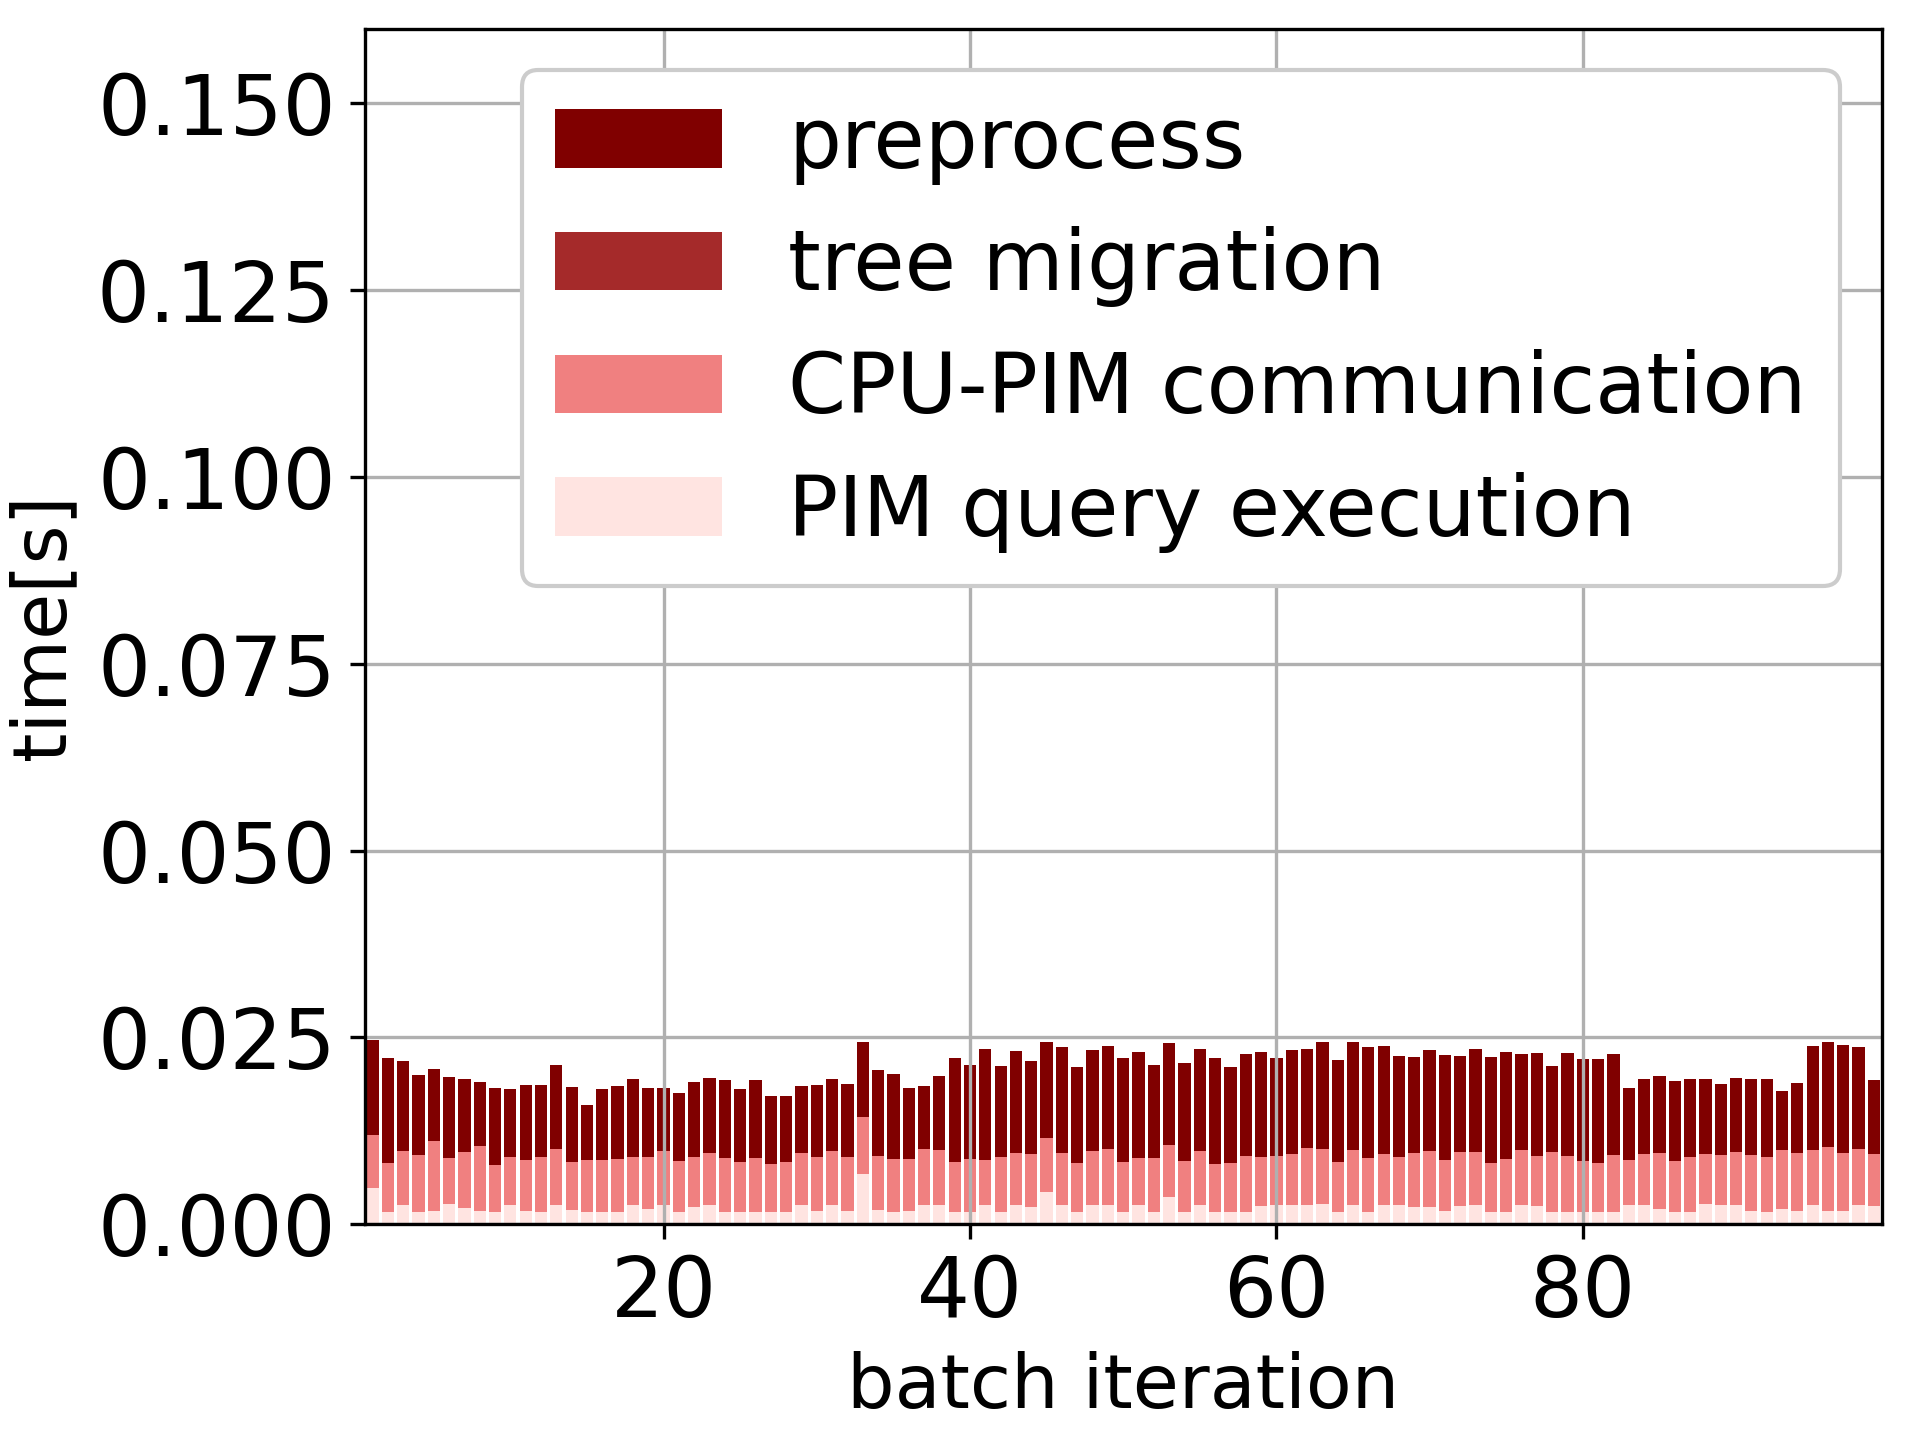 0.150
0.125
0.100
0.075
0.050
0.025
0.000
time[s]
preprocess
tree migration
CPU-PIM communication
PIM query execution
20 40 60 80
batch iteration